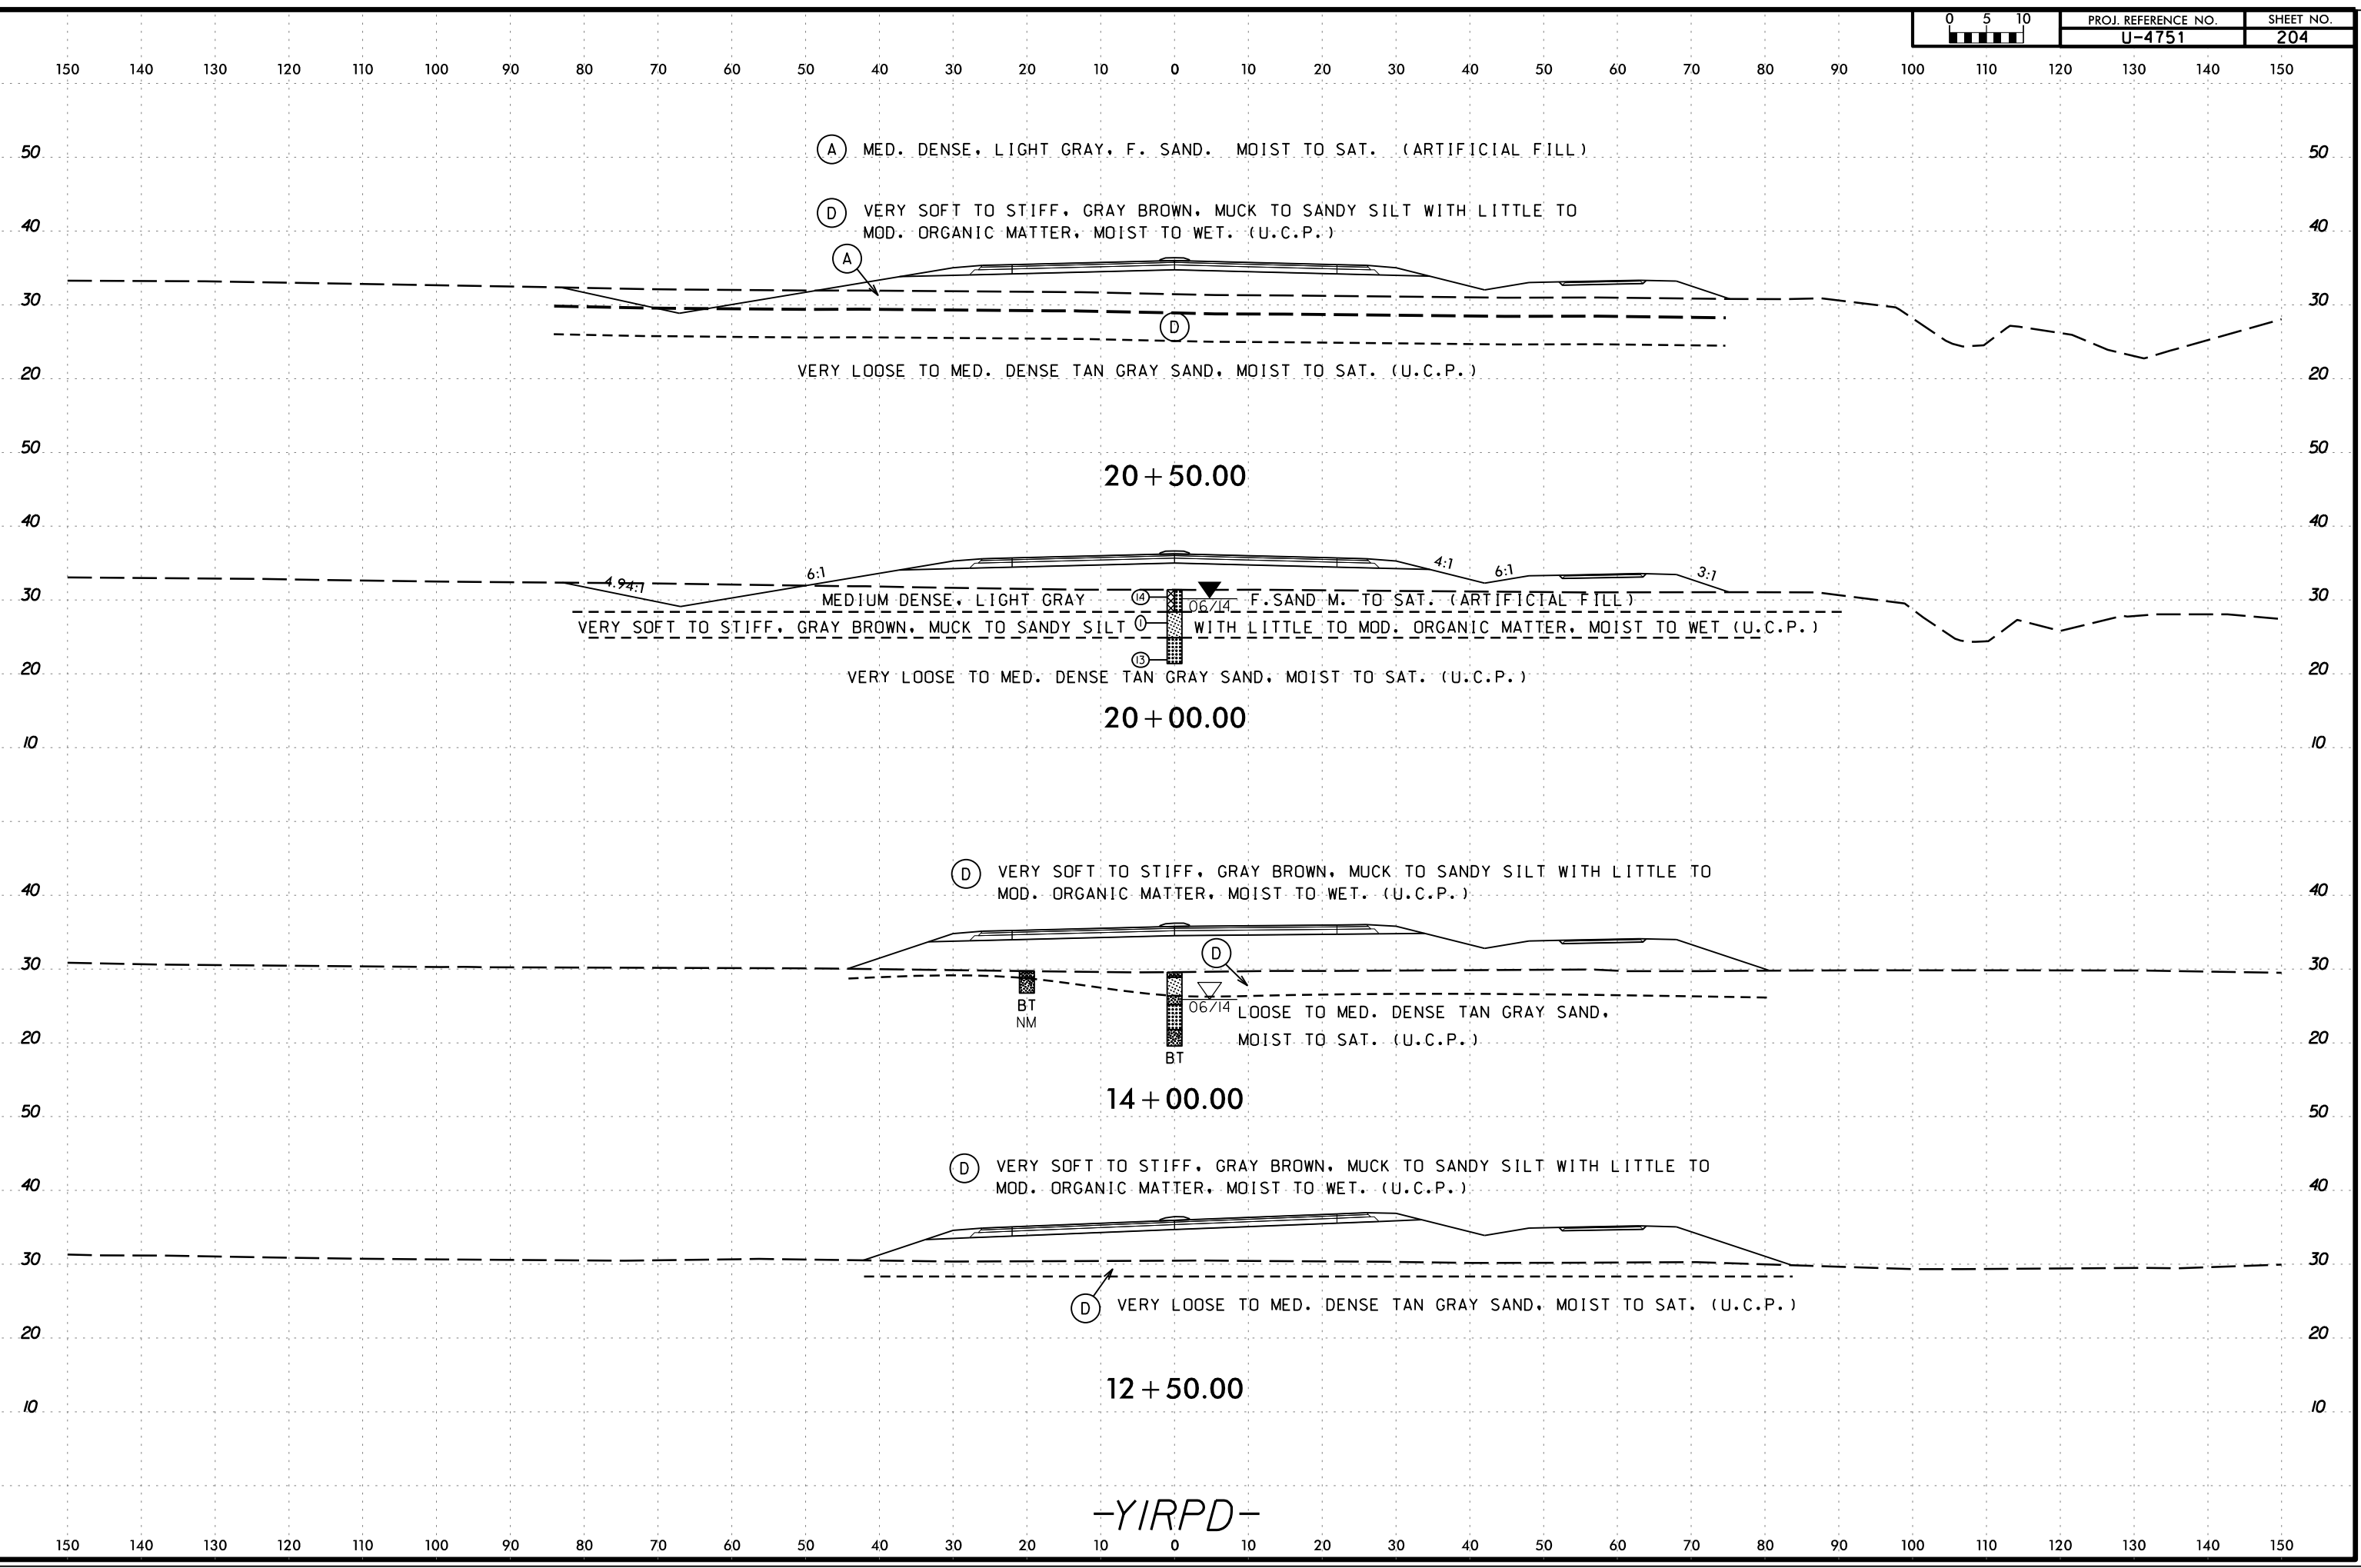 0 5 10
PROJ. REFERENCE NO. SHEET NO.
U-4751 204
150 140 130 120 110 100 90 80 70 60 50 40 30 20 10 0 10 20 30 40 50 60 70 80 90 100 110 120 130 140 150
50 A MED. DENSE, LIGHT GRAY, F. SAND. MOIST TO SAT. (ARTIFICIAL FILL) 50
D VERY SOFT TO STIFF, GRAY BROWN, MUCK TO SANDY SILT WITH LITTLE TO
40 MOD. ORGANIC MATTER, MOIST TO WET. (U.C.P.) 40
A
30 30
D
20 VERY LOOSE TO MED. DENSE TAN GRAY SAND, MOIST TO SAT. (U.C.P.) 20
50 50
20+50.00
40 40
4.94:1 6:1 4:1 6:1 3:1
30 MEDIUM DENSE, LIGHT GRAY 14 06/14 F.SAND M. TO SAT. (ARTIFICIAL FILL) 30
VERY SOFT TO STIFF, GRAY BROWN, MUCK TO SANDY SILT 1 WITH LITTLE TO MOD. ORGANIC MATTER, MOIST TO WET (U.C.P.)
13
20 VERY LOOSE TO MED. DENSE TAN GRAY SAND, MOIST TO SAT. (U.C.P.) 20
20+00.00
10 10
D VERY SOFT TO STIFF, GRAY BROWN, MUCK TO SANDY SILT WITH LITTLE TO
40 MOD. ORGANIC MATTER, MOIST TO WET. (U.C.P.) 40
D
30 30
BT 06/14 LOOSE TO MED. DENSE TAN GRAY SAND,
NM
20 MOIST TO SAT. (U.C.P.) 20
BT
14+00.00
50 50
D VERY SOFT TO STIFF, GRAY BROWN, MUCK TO SANDY SILT WITH LITTLE TO
40 MOD. ORGANIC MATTER, MOIST TO WET. (U.C.P.) 40
30 30
D VERY LOOSE TO MED. DENSE TAN GRAY SAND, MOIST TO SAT. (U.C.P.)
20 20
12+50.00
10 10
-Y1RPD-
150 140 130 120 110 100 90 80 70 60 50 40 30 20 10 0 10 20 30 40 50 60 70 80 90 100 110 120 130 140 150